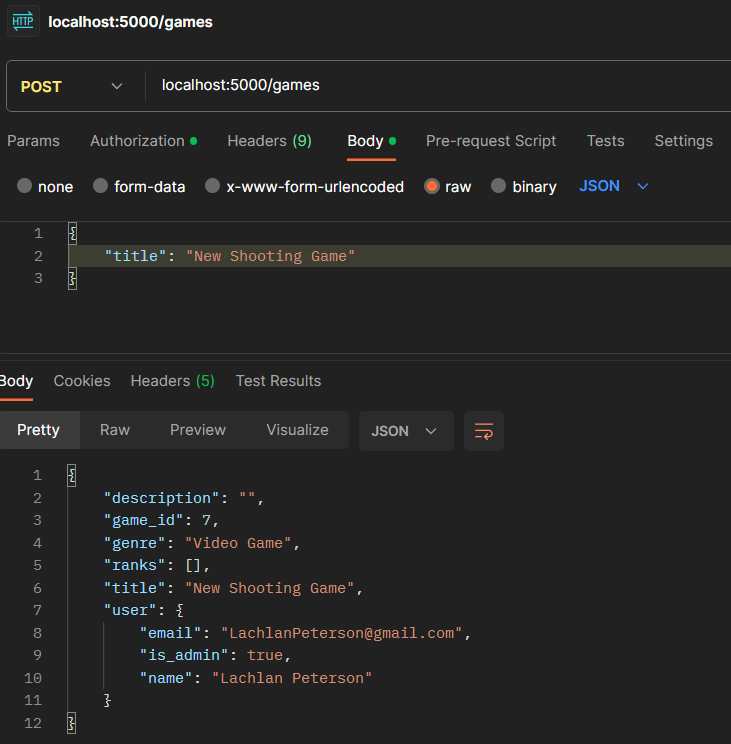 HTTP localhost:5000/games
POST localhost:5000/games
Params Authorization Headers (9) Body Pre-request Script Tests Settings
none form-data x-www-form-urlencoded raw binary JSON
1 {
2 "title": "New Shooting Game"
3 }
Body Cookies Headers (5) Test Results
Pretty Raw Preview Visualize JSON
1 {
2 "description": "",
3 "game_id": 7,
4 "genre": "Video Game",
5 "ranks": [],
6 "title": "New Shooting Game",
7 "user": {
8 "email": "LachlanPeterson@gmail.com",
9 "is_admin": true,
10 "name": "Lachlan Peterson"
11 }
12 }